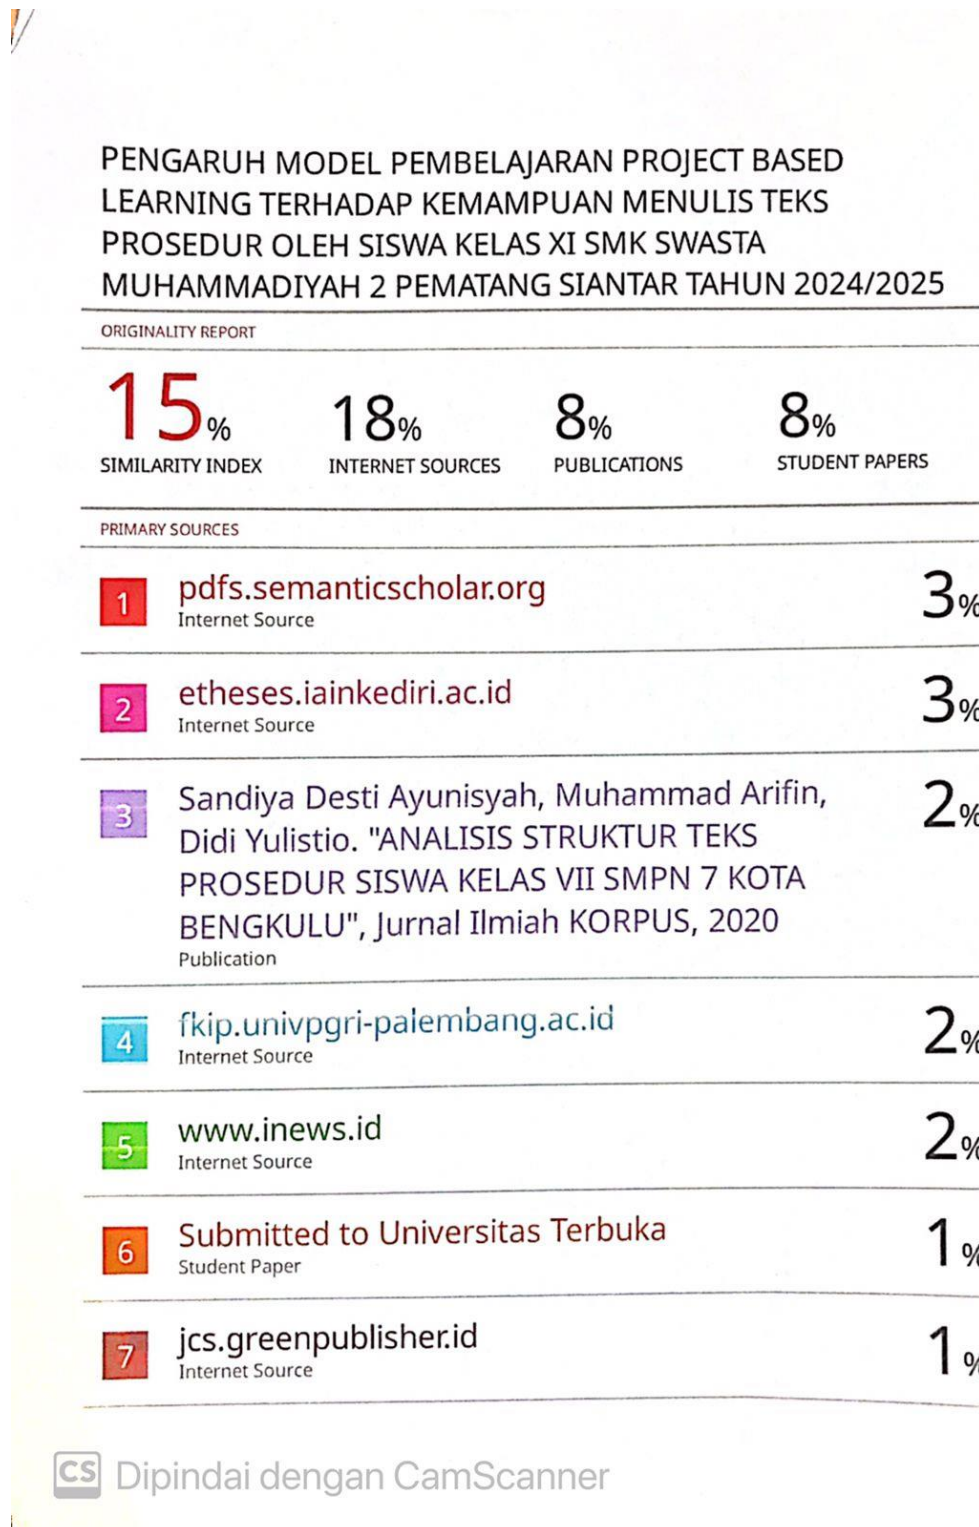 PENGARUH MODEL PEMBELAJARAN PROJECT BASED
LEARNING TERHADAP KEMAMPUAN MENULIS TEKS
PROSEDUR OLEH SISWA KELAS XI SMK SWASTA
MUHAMMADIYAH 2 PEMATANG SIANTAR TAHUN 2024/2025
ORIGINALITY REPORT
15% 18% 8% 8%
SIMILARITY INDEX INTERNET SOURCES PUBLICATIONS STUDENT PAPERS
PRIMARY SOURCES
1 pdfs.semanticscholar.org 3%
Internet Source
2 etheses.iainkediri.ac.id 3%
Internet Source
3 Sandiya Desti Ayunisyah, Muhammad Arifin, 2%
Didi Yulistio. "ANALISIS STRUKTUR TEKS
PROSEDUR SISWA KELAS VII SMPN 7 KOTA
BENGKULU", Jurnal Ilmiah KORPUS, 2020
Publication
4 fkip.univpgri-palembang.ac.id 2%
Internet Source
5 www.inews.id 2%
Internet Source
6 Submitted to Universitas Terbuka 1%
Student Paper
7 jcs.greenpublisher.id 1%
Internet Source
CS Dipindai dengan CamScanner